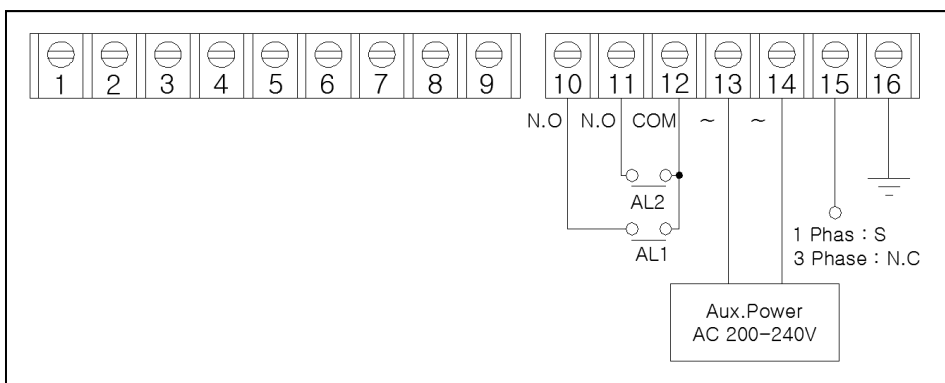 1 2 3 4 5 6 7 8 9 10 11 12 13 14 15 16
N.O N.O COM ~ ~
AL2
AL1
1 Phas : S
3 Phase : N.C
Aux.Power
AC 200-240V